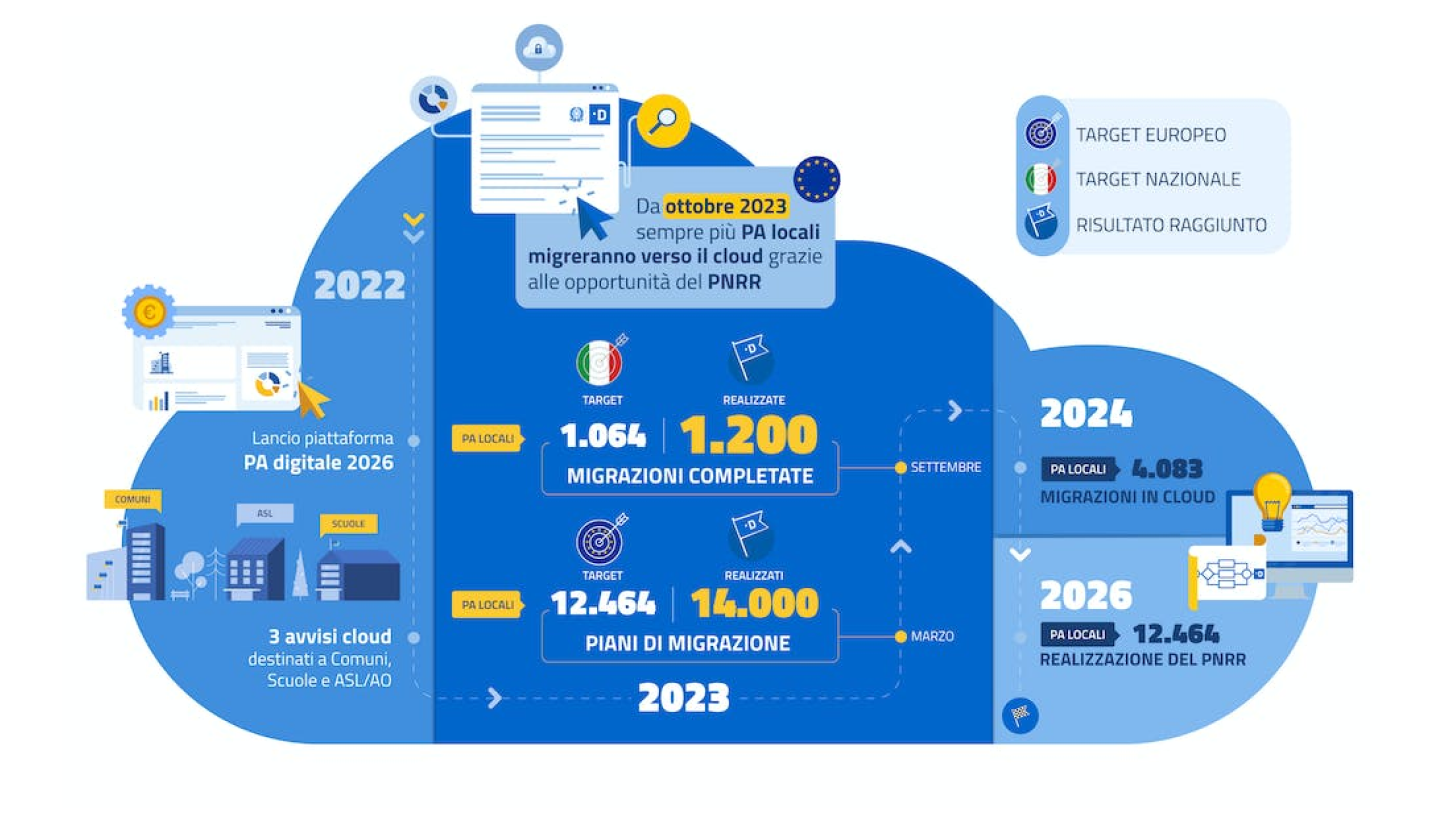 Da ottobre 2023
sempre più PA locali
migreranno verso il cloud grazie
alle opportunità del PNRR
TARGET EUROPEO
TARGET NAZIONALE
RISULTATO RAGGIUNTO
2022
Lancio piattaforma
PA digitale 2026
COMUNI
ASL
SCUOLE
3 avvisi cloud
destinati a Comuni,
Scuole e ASL/AO
TARGET
REALIZZATE
PA LOCALI
1.064
1.200
MIGRAZIONI COMPLETATE
SETTEMBRE
TARGET
REALIZZATI
PA LOCALI
12.464
14.000
PIANI DI MIGRAZIONE
MARZO
2023
2024
PA LOCALI
4.083
MIGRAZIONI IN CLOUD
2026
PA LOCALI
12.464
REALIZZAZIONE DEL PNRR